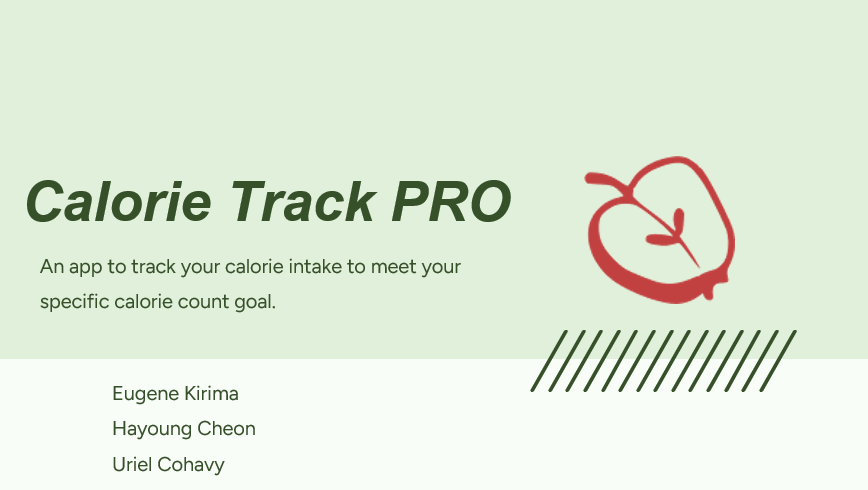 Calorie Track PRO
An app to track your calorie intake to meet your
specific calorie count goal.
Eugene Kirima
Hayoung Cheon
Uriel Cohavy